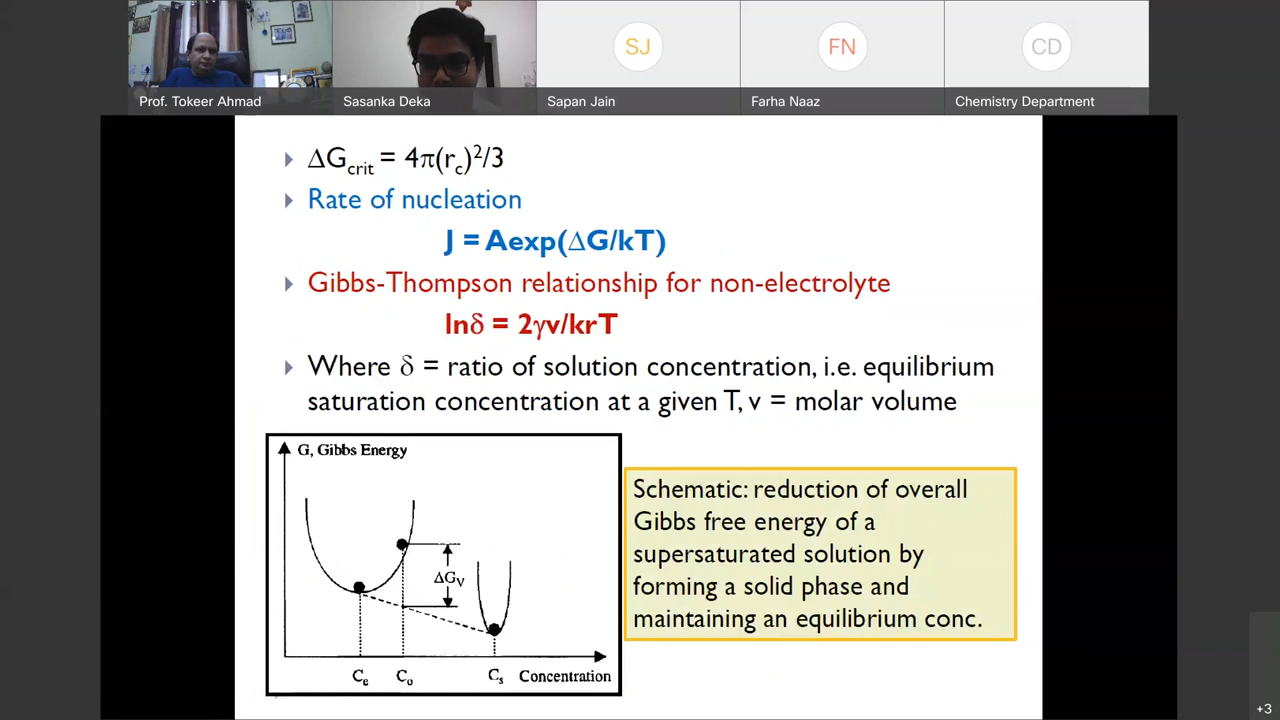 SJ
FN
CD
Prof. Tokeer Ahmad
Sasanka Deka
Sapan Jain
Farha Naaz
Chemistry Department
ΔGcrit = 4π(rc)²/3
Rate of nucleation
J = Aexp(ΔG/kT)
Gibbs-Thompson relationship for non-electrolyte
lnδ = 2γv/krT
Where δ = ratio of solution concentration, i.e. equilibrium
saturation concentration at a given T, v = molar volume
G, Gibbs Energy
ΔGV
Ce
Co
Cs
Concentration
Schematic: reduction of overall
Gibbs free energy of a
supersaturated solution by
forming a solid phase and
maintaining an equilibrium conc.
+3